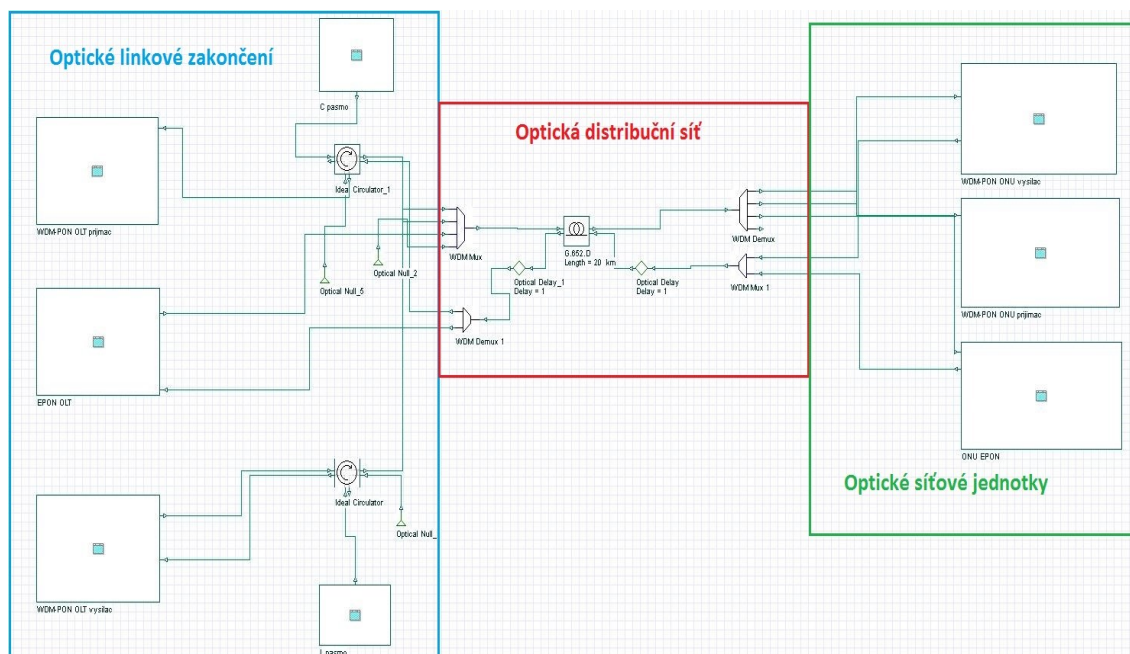 Optické linkové zakončení
C pasmo
Optická distribuční síť
WDM-PON ONU vysilac
Ideal Circulator_1
WDM-PON OLT prijmac
WDM Mux
WDM Demux
G.652.D
Length = 20 km
Optical Null_2
Optical Null_5
Optical Delay_1
Delay = 1
Optical Delay
Delay = 1
WDM Mux 1
WDM-PON ONU prijimac
WDM Demux 1
EPON OLT
ONU EPON
Optické síťové jednotky
Ideal Circulator
Optical Null_
WDM-PON OLT vysilac